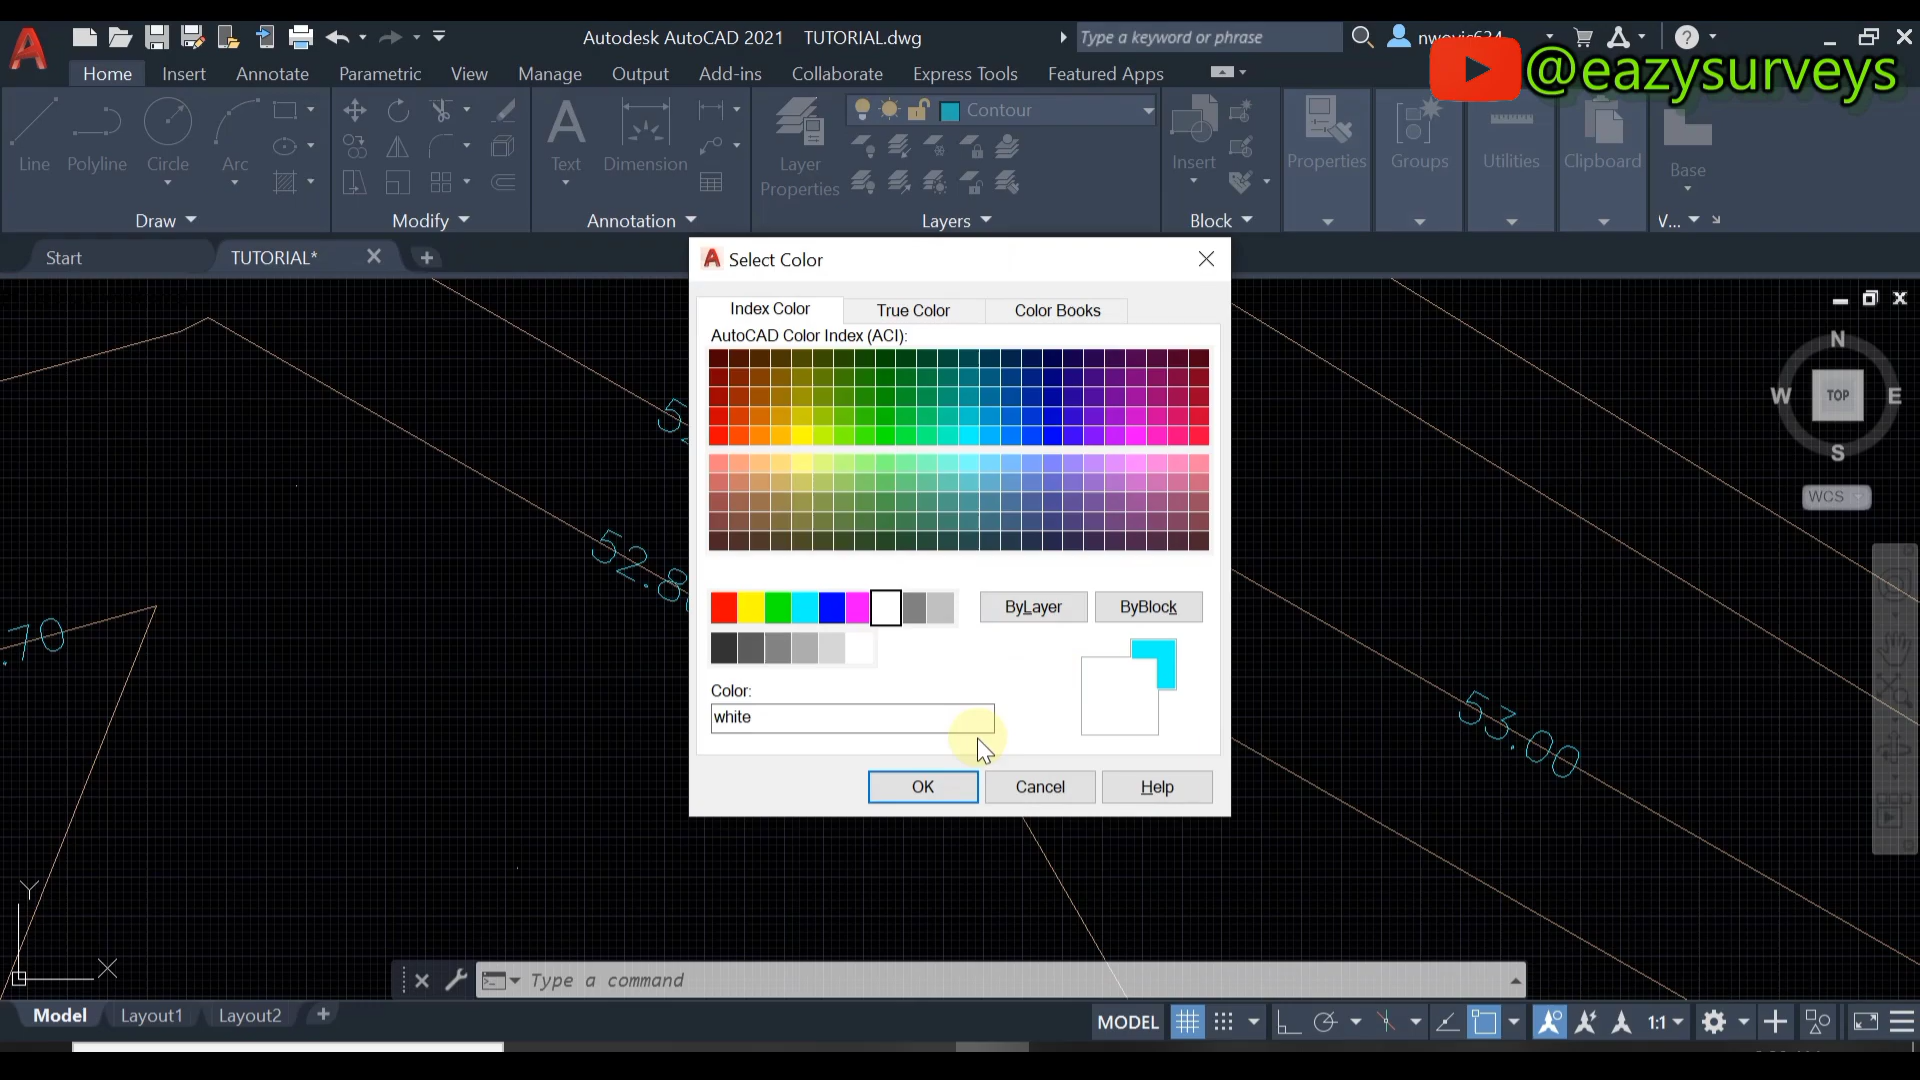 Autodesk AutoCAD 2021 TUTORIAL.dwg
Type a keyword or phrase
@eazysurveys
Home Insert Annotate Parametric View Manage Output Add-ins Collaborate Express Tools Featured Apps
Contour
Line Polyline Circle Arc
Text Dimension
Layer
Properties
Insert
Properties Groups Utilities Clipboard
Base
Draw Modify Annotation Layers Block V...
Start TUTORIAL*
Select Color
Index Color True Color Color Books
AutoCAD Color Index (ACI):
N
W TOP E
S
WCS
.70
52.8
53.00
ByLayer ByBlock
Color:
white
OK Cancel Help
Y
X
Type a command
Model Layout1 Layout2
MODEL 1:1